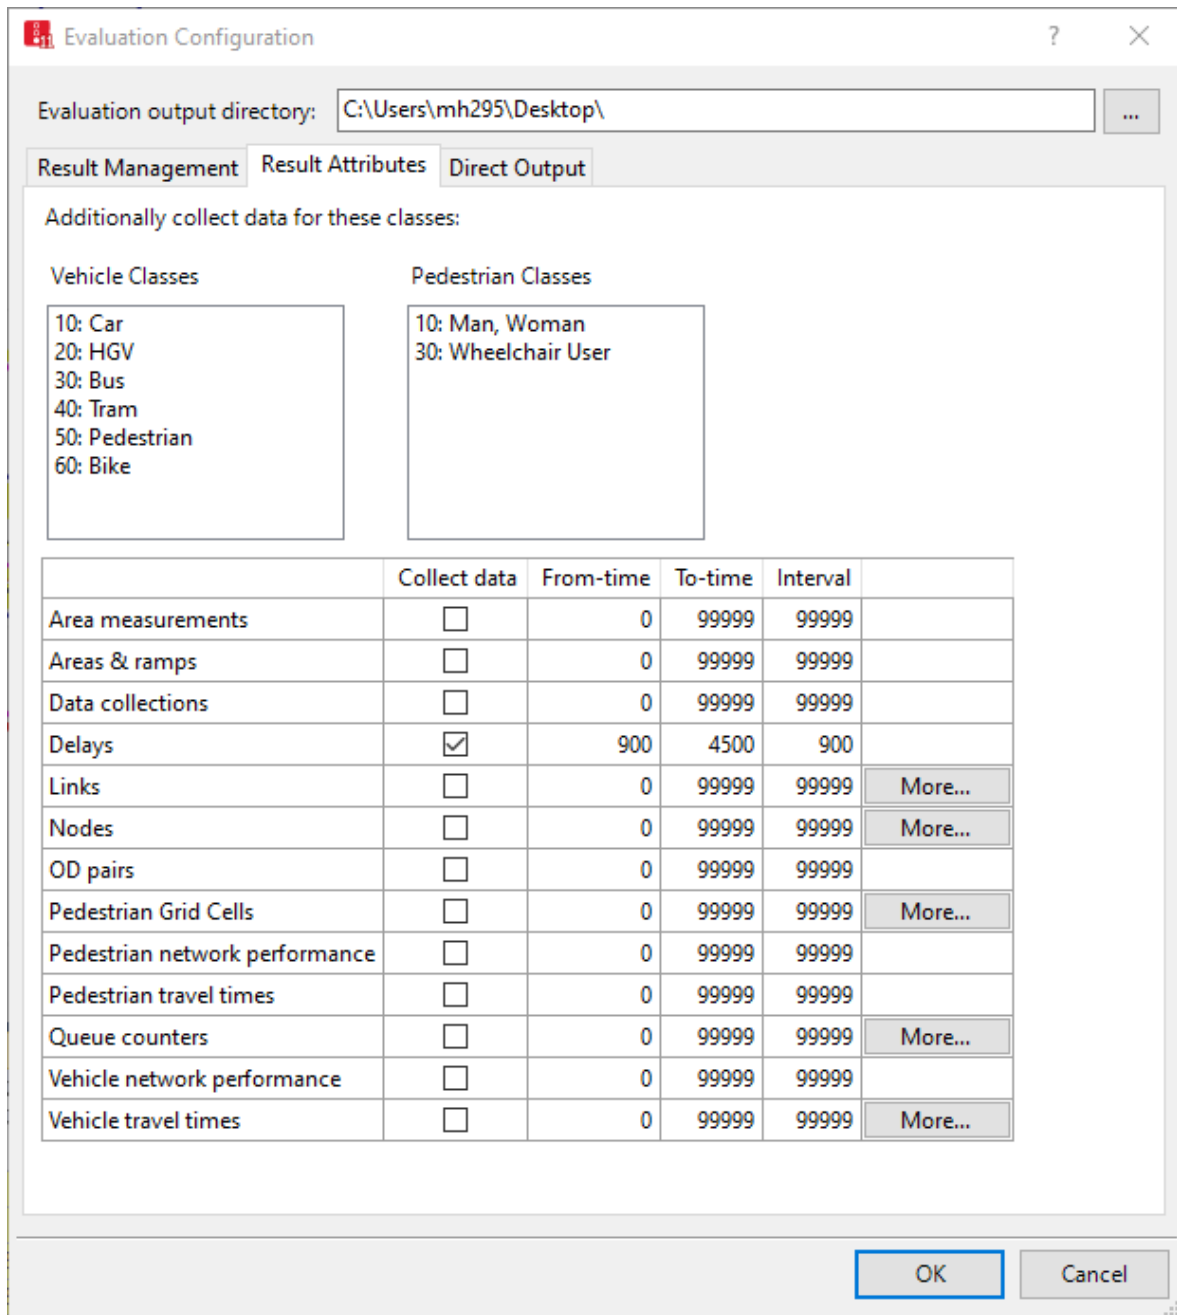 Evaluation Configuration
Evaluation output directory: C:\Users\mh295\Desktop\ ...
Result Management Result Attributes Direct Output
Additionally collect data for these classes:
Vehicle Classes Pedestrian Classes
10: Car 10: Man, Woman
20: HGV 30: Wheelchair User
30: Bus
40: Tram
50: Pedestrian
60: Bike
Collect data From-time To-time Interval
Area measurements 0 99999 99999
Areas & ramps 0 99999 99999
Data collections 0 99999 99999
Delays 900 4500 900
Links 0 99999 99999 More...
Nodes 0 99999 99999 More...
OD pairs 0 99999 99999
Pedestrian Grid Cells 0 99999 99999 More...
Pedestrian network performance 0 99999 99999
Pedestrian travel times 0 99999 99999
Queue counters 0 99999 99999 More...
Vehicle network performance 0 99999 99999
Vehicle travel times 0 99999 99999 More...
OK Cancel